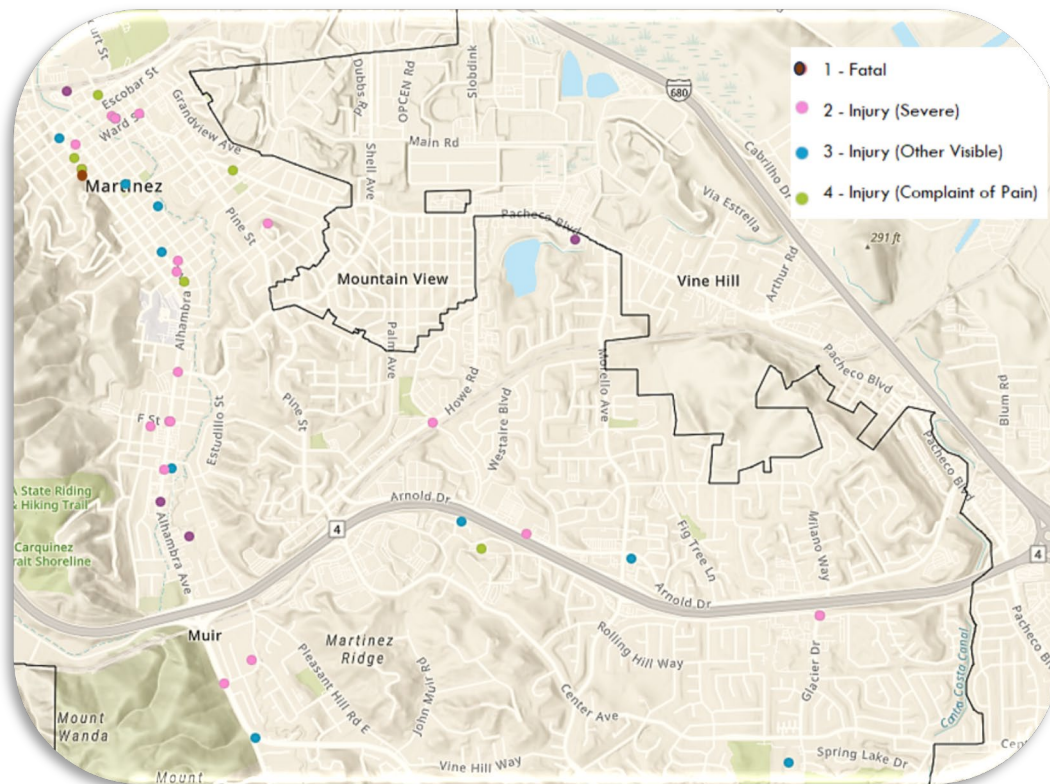 Court St
Escobar St
Ward St
Grandview Ave
Dubbs Rd
OPCEN Rd
Slobdink
680
1 - Fatal
2 - Injury (Severe)
3 - Injury (Other Visible)
4 - Injury (Complaint of Pain)
Cabrilho Dr
Main Rd
Shell Ave
Martinez
Pine St
Via Estrella
Pacheco Blvd
291 ft
Arthur Rd
Mountain View
Vine Hill
Alhambra
Palm Ave
Morello Ave
Pacheco Blvd
Howe Rd
Blum Rd
F St
Estudillo St
Pine St
Westaire Blvd
Pacheco Blvd
A State Riding
& Hiking Trail
Arnold Dr
4
Alhambra Ave
Fig Tree Ln
Milano Way
4
Carquinez
rait Shoreline
Arnold Dr
Muir
Martinez
Ridge
Pleasant Hill Rd E
John Muir Rd
Rolling Hill Way
Glacier Dr
Contra Costa Canal
Pacheco Bl
Center Ave
Mount
Wanda
Mount
Vine Hill Way
Spring Lake Dr
Cen